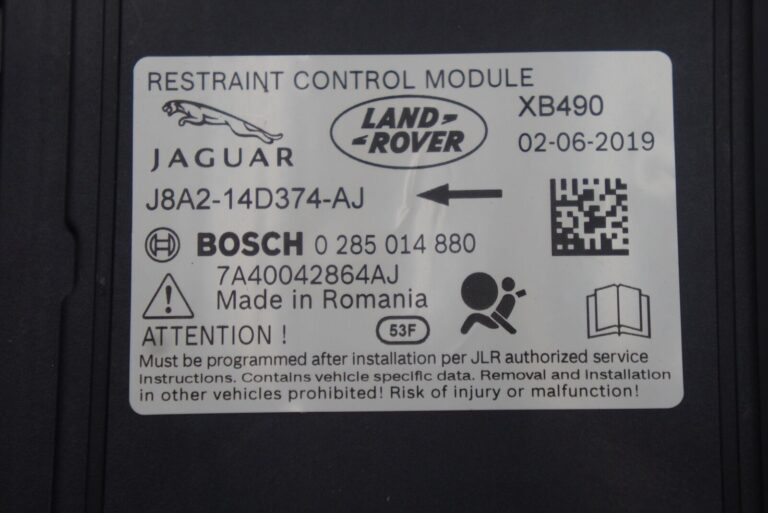 RESTRAINT CONTROL MODULE
JAGUAR
LAND-
-ROVER
XB490
02-06-2019
J8A2-14D374-AJ
BOSCH 0 285 014 880
7A40042864AJ
Made in Romania
ATTENTION !
53F
Must be programmed after installation per JLR authorized service
Instructions. Contains vehicle specific data. Removal and Installation
in other vehicles prohibited! Risk of injury or malfunction!